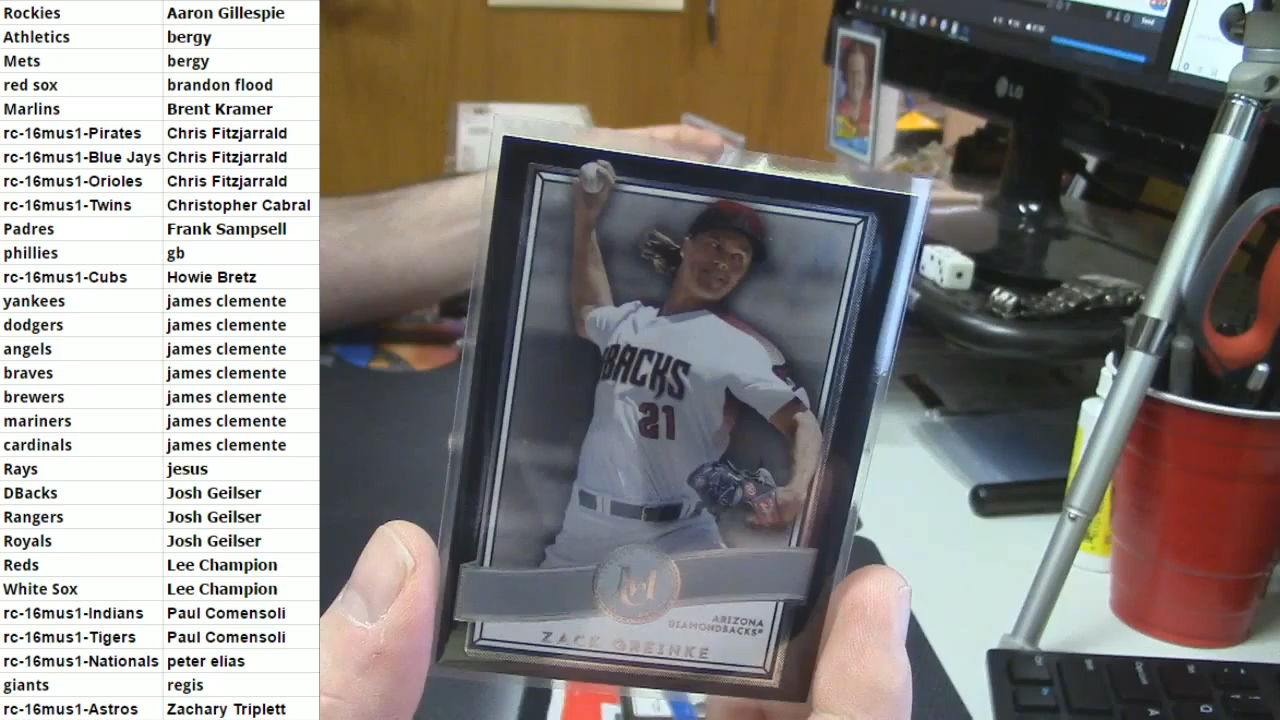 Rockies Aaron Gillespie
Athletics bergy
Mets bergy
red sox brandon flood
Marlins Brent Kramer
rc-16mus1-Pirates Chris Fitzjarrald
rc-16mus1-Blue Jays Chris Fitzjarrald
rc-16mus1-Orioles Chris Fitzjarrald
rc-16mus1-Twins Christopher Cabral
Padres Frank Sampsell
phillies gb
rc-16mus1-Cubs Howie Bretz
yankees james clemente
dodgers james clemente
angels james clemente
braves james clemente
brewers james clemente
mariners james clemente
cardinals james clemente
Rays jesus
DBacks Josh Geilser
Rangers Josh Geilser
Royals Josh Geilser
Reds Lee Champion
White Sox Lee Champion
rc-16mus1-Indians Paul Comensoli
rc-16mus1-Tigers Paul Comensoli
rc-16mus1-Nationals peter elias
giants regis
rc-16mus1-Astros Zachary Triplett
LG
DBACKS
21
ARIZONA
DIAMONDBACKS®
ZACK GREINKE